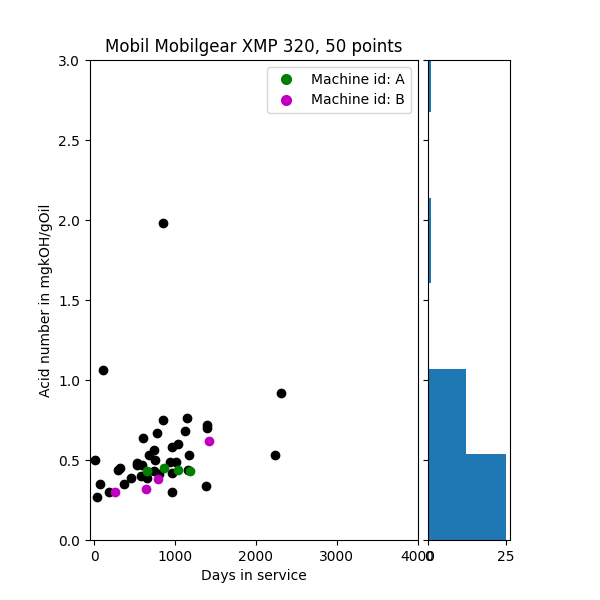 Mobil Mobilgear XMP 320, 50 points
3.0
2.5
2.0
1.5
1.0
0.5
0.0
Acid number in mgkOH/gOil
Machine id: A
Machine id: B
0
1000
2000
3000
4000
0
25
Days in service